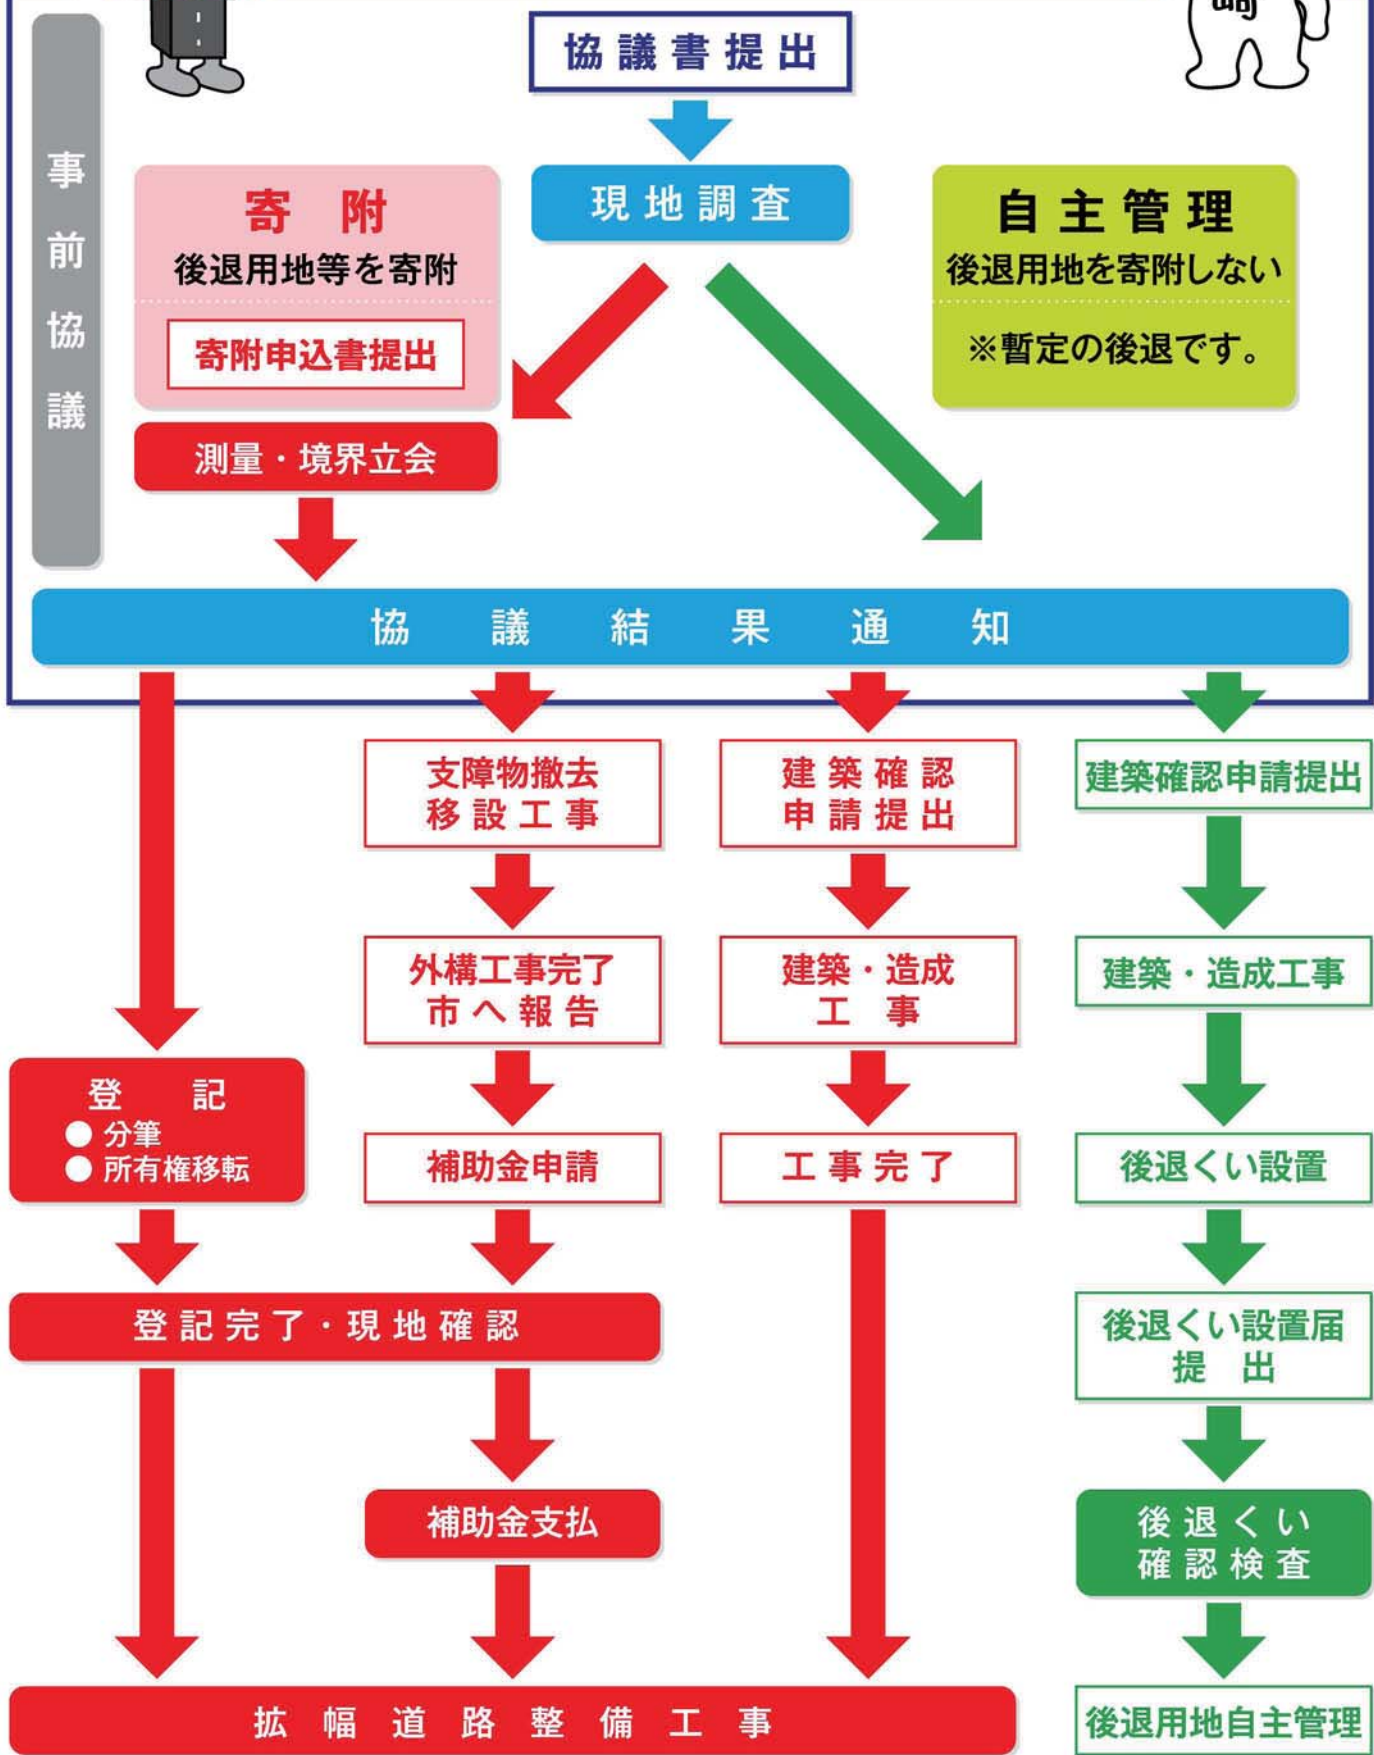 崎
協議書提出
事前協議
現地調査
寄附
後退用地等を寄附
寄附申込書提出
測量・境界立会
自主管理
後退用地を寄附しない
※暫定の後退です。
協議結果通知
登記
● 分筆
● 所有権移転
支障物撤去
移設工事
外構工事完了
市へ報告
補助金申請
建築確認
申請提出
建築・造成
工事
工事完了
登記完了・現地確認
補助金支払
拡幅道路整備工事
建築確認申請提出
建築・造成工事
後退くい設置
後退くい設置届
提出
後退くい
確認検査
後退用地自主管理